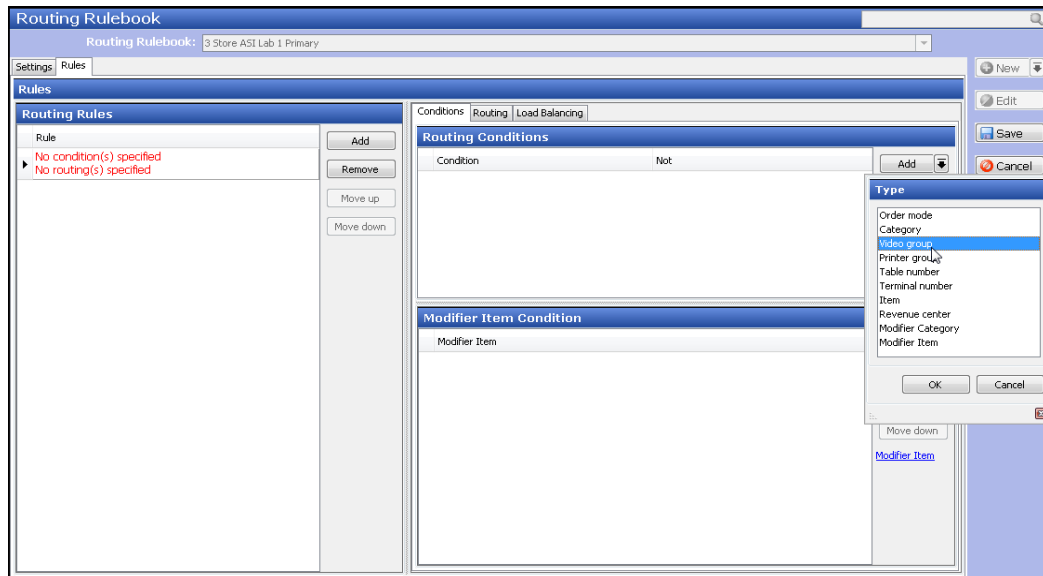 Routing Rulebook
Routing Rulebook: 3 Store ASI Lab 1 Primary
Settings Rules
New
Rules
Edit
Routing Rules
Conditions Routing Load Balancing
Rule
Add
Routing Conditions
Save
No condition(s) specified
No routing(s) specified
Remove
Condition Not
Add
Cancel
Move up
Type
Move down
Order mode
Category
Video group
Printer group
Table number
Terminal number
Item
Revenue center
Modifier Category
Modifier Item
Modifier Item Condition
Modifier Item
OK Cancel
Move down
Modifier Item